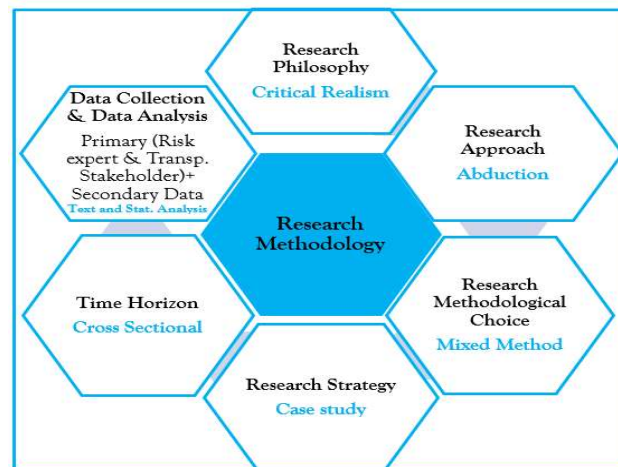 Research
Philosophy
Critical Realism
Data Collection
& Data Analysis
Primary (Risk
expert & Transp.
Stakeholder)+
Secondary Data
Text and Stat. Analysis
Research
Approach
Abduction
Research
Methodology
Time Horizon
Cross Sectional
Research
Methodological
Choice
Mixed Method
Research Strategy
Case study